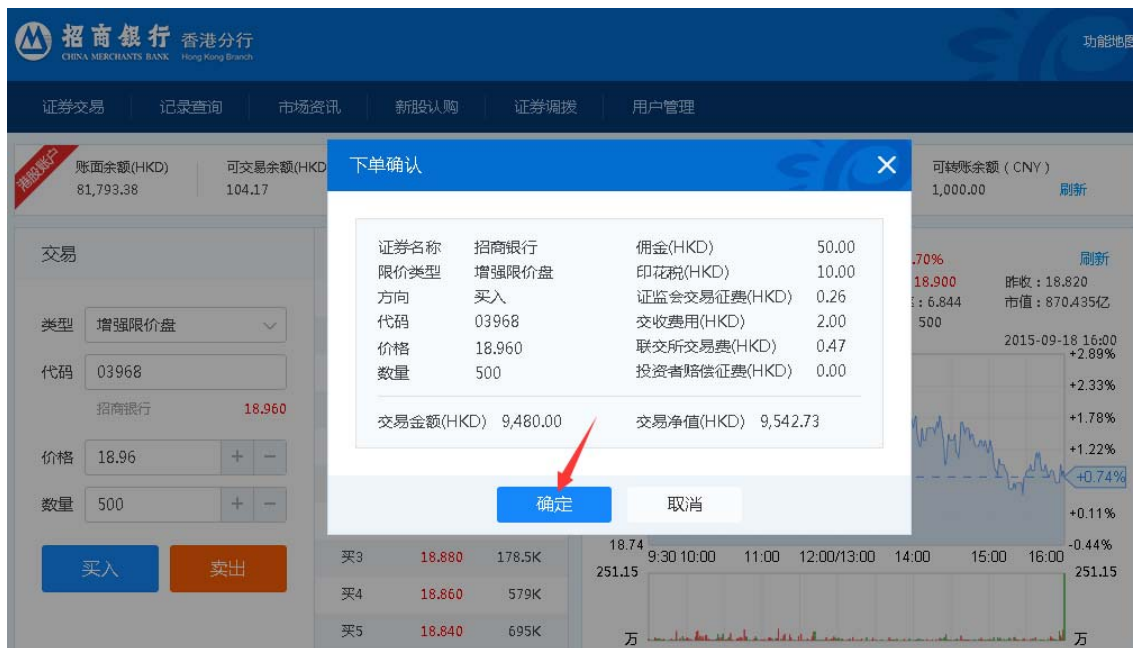 招商银行 香港分行
CHINA MERCHANTS BANK Hong Kong Branch
功能地图
证券交易 记录查询 市场资讯 新股认购 证券调拨 用户管理
港股账户
账面余额(HKD) 可交易余额(HKD
81,793.38 104.17
可转账余额 ( CNY )
1,000.00 刷新
下单确认
证券名称 招商银行 佣金(HKD) 50.00
限价类型 增强限价盘 印花税(HKD) 10.00
方向 买入 证监会交易征费(HKD) 0.26
代码 03968 交收费用(HKD) 2.00
价格 18.960 联交所交易费(HKD) 0.47
数量 500 投资者赔偿征费(HKD) 0.00
交易金额(HKD) 9,480.00 交易净值(HKD) 9,542.73
确定 取消
交易
类型 增强限价盘
代码 03968
招商银行 18.960
价格 18.96 + −
数量 500 + −
买入 卖出
买3 18.880 178.5K
买4 18.860 579K
买5 18.840 695K
.70% 刷新
18.900 昨收：18.820
: 6.844 市值：870.435亿
500
2015-09-18 16:00
+2.89%
+2.33%
+1.78%
+1.22%
+0.74%
+0.11%
-0.44%
18.74
9:30 10:00 11:00 12:00/13:00 14:00 15:00 16:00
251.15 251.15
万 万